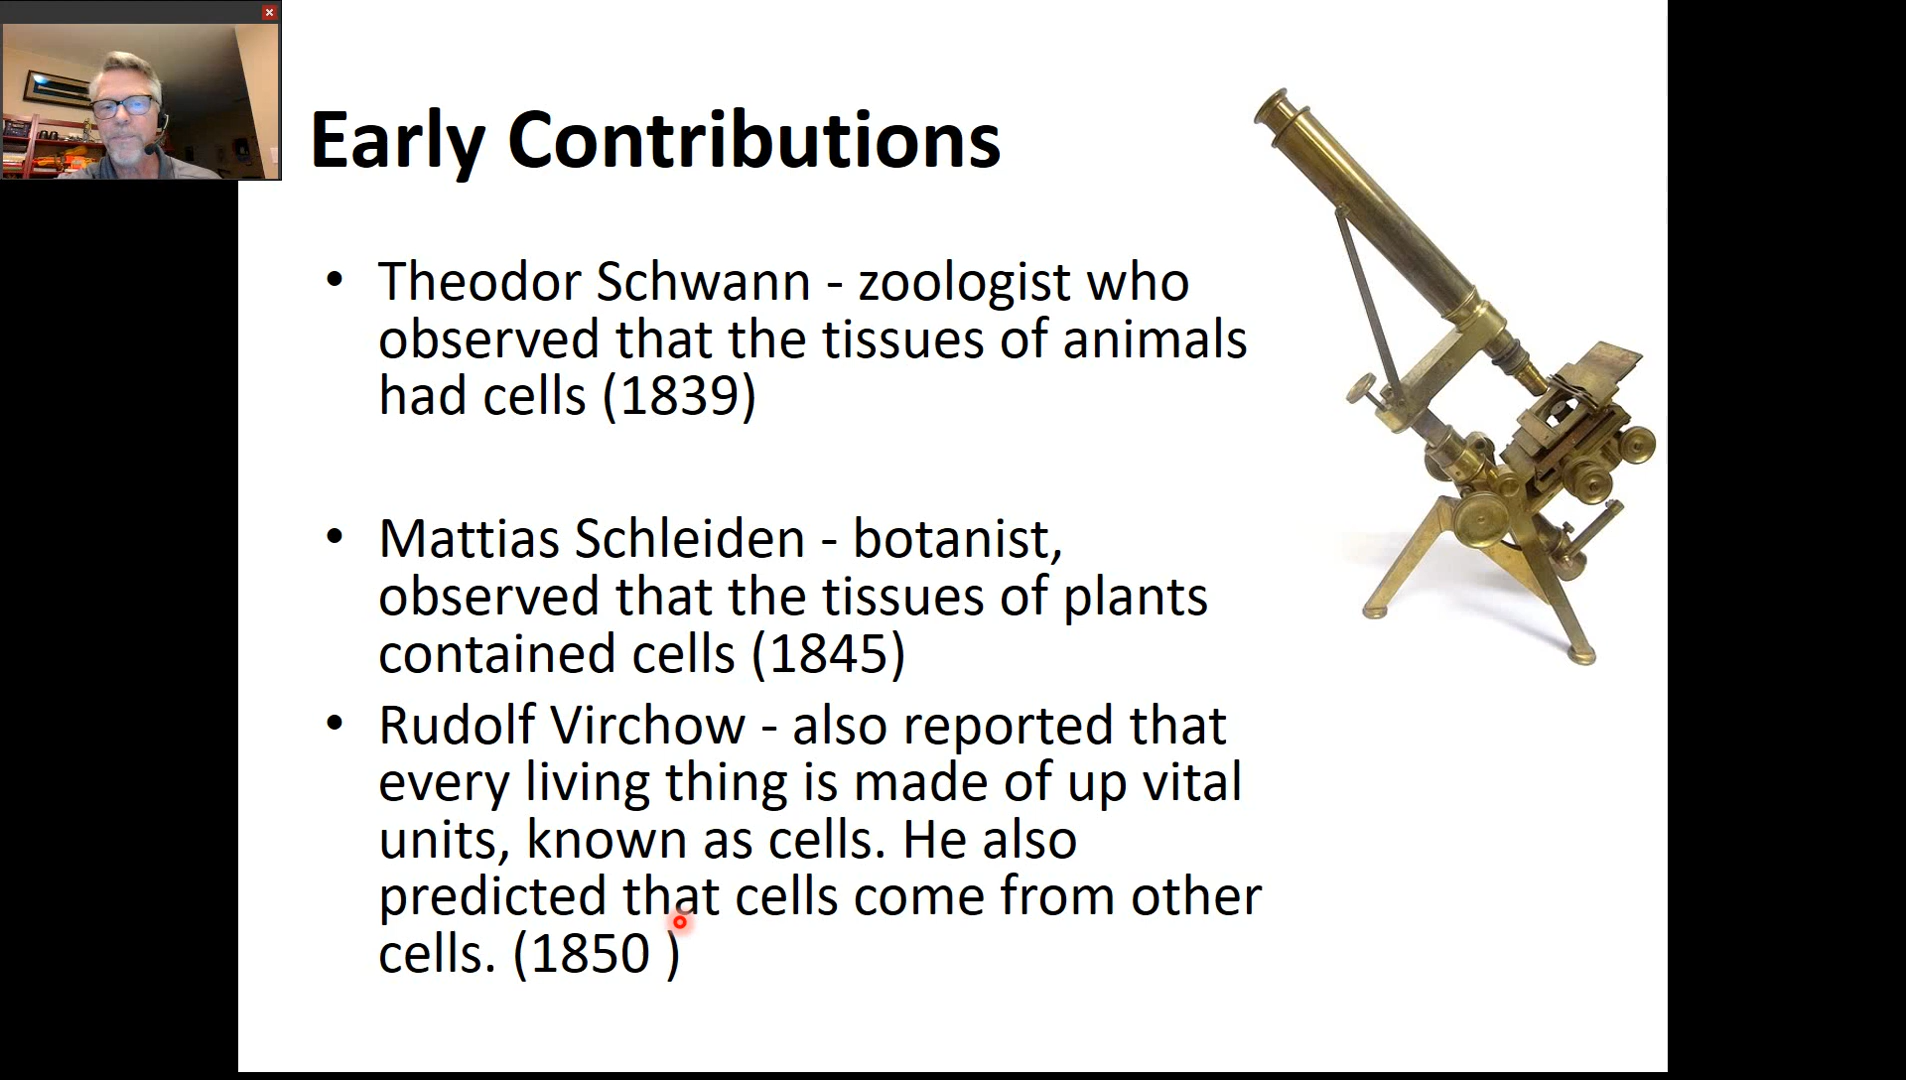 Early Contributions
• Theodor Schwann - zoologist who
observed that the tissues of animals
had cells (1839)
• Mattias Schleiden - botanist,
observed that the tissues of plants
contained cells (1845)
• Rudolf Virchow - also reported that
every living thing is made of up vital
units, known as cells. He also
predicted that cells come from other
cells. (1850 )